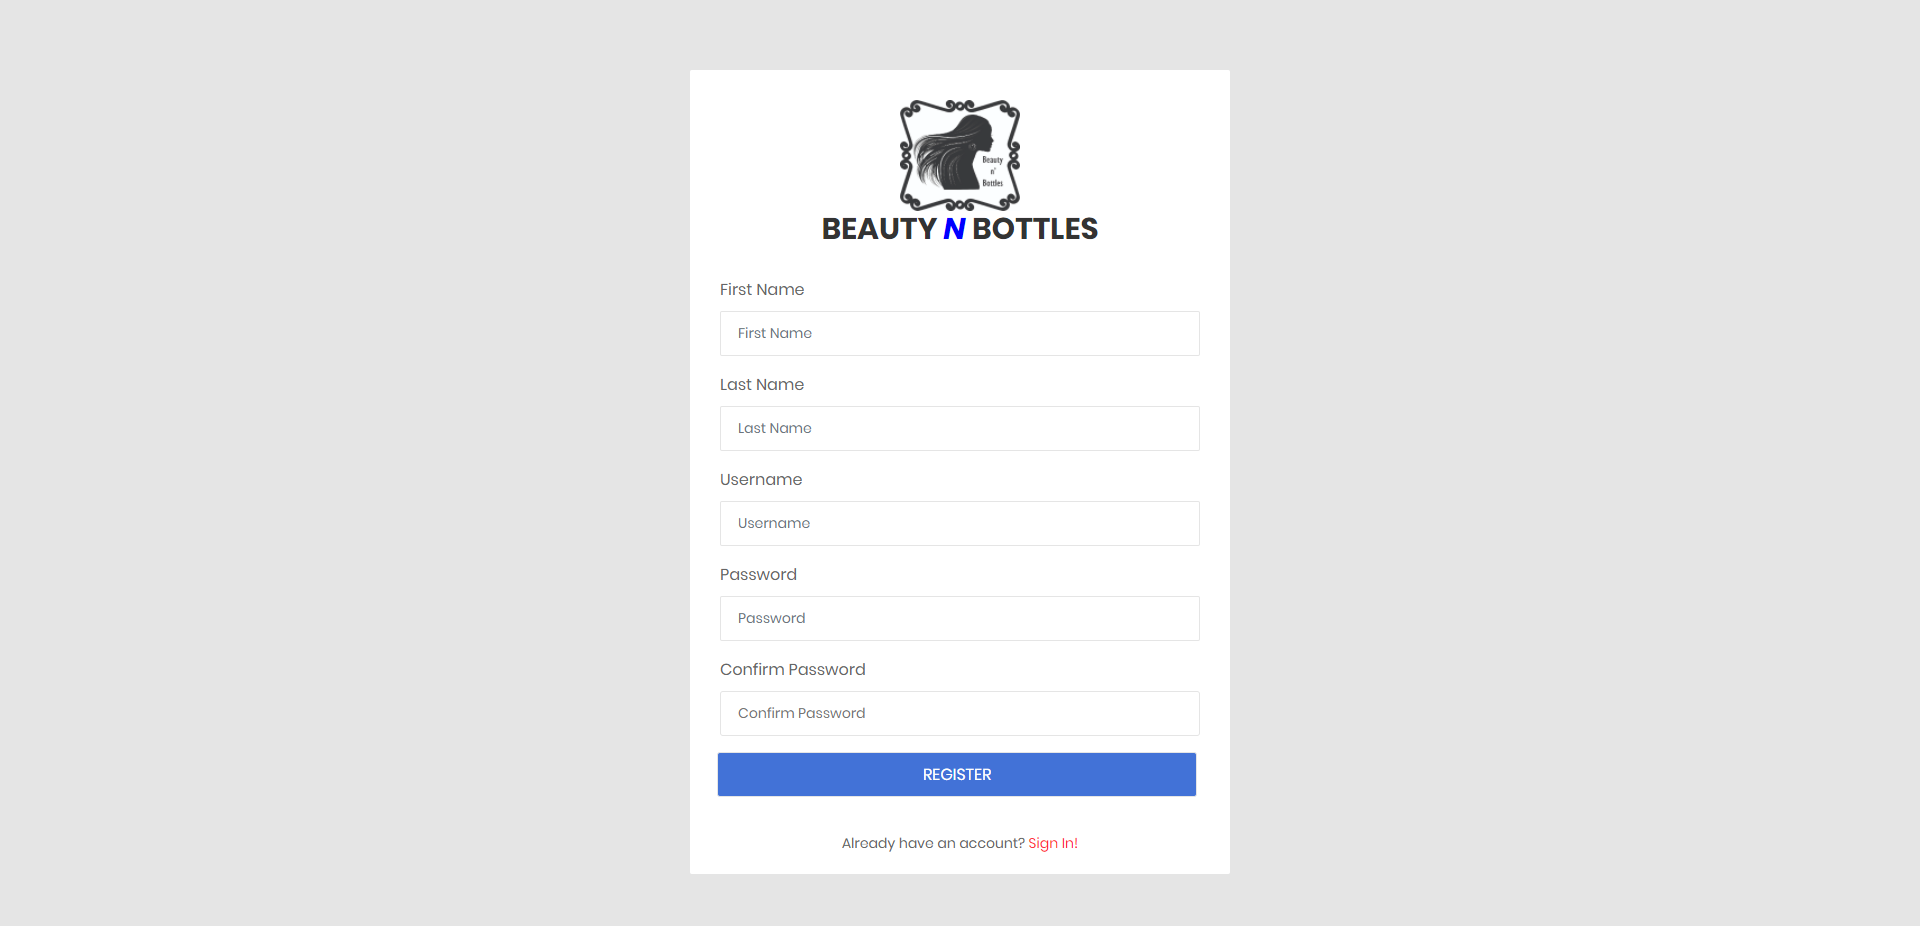 Beauty
n'
Bottles
BEAUTY N BOTTLES
First Name
First Name
Last Name
Last Name
Username
Username
Password
Password
Confirm Password
Confirm Password
REGISTER
Already have an account? Sign In!